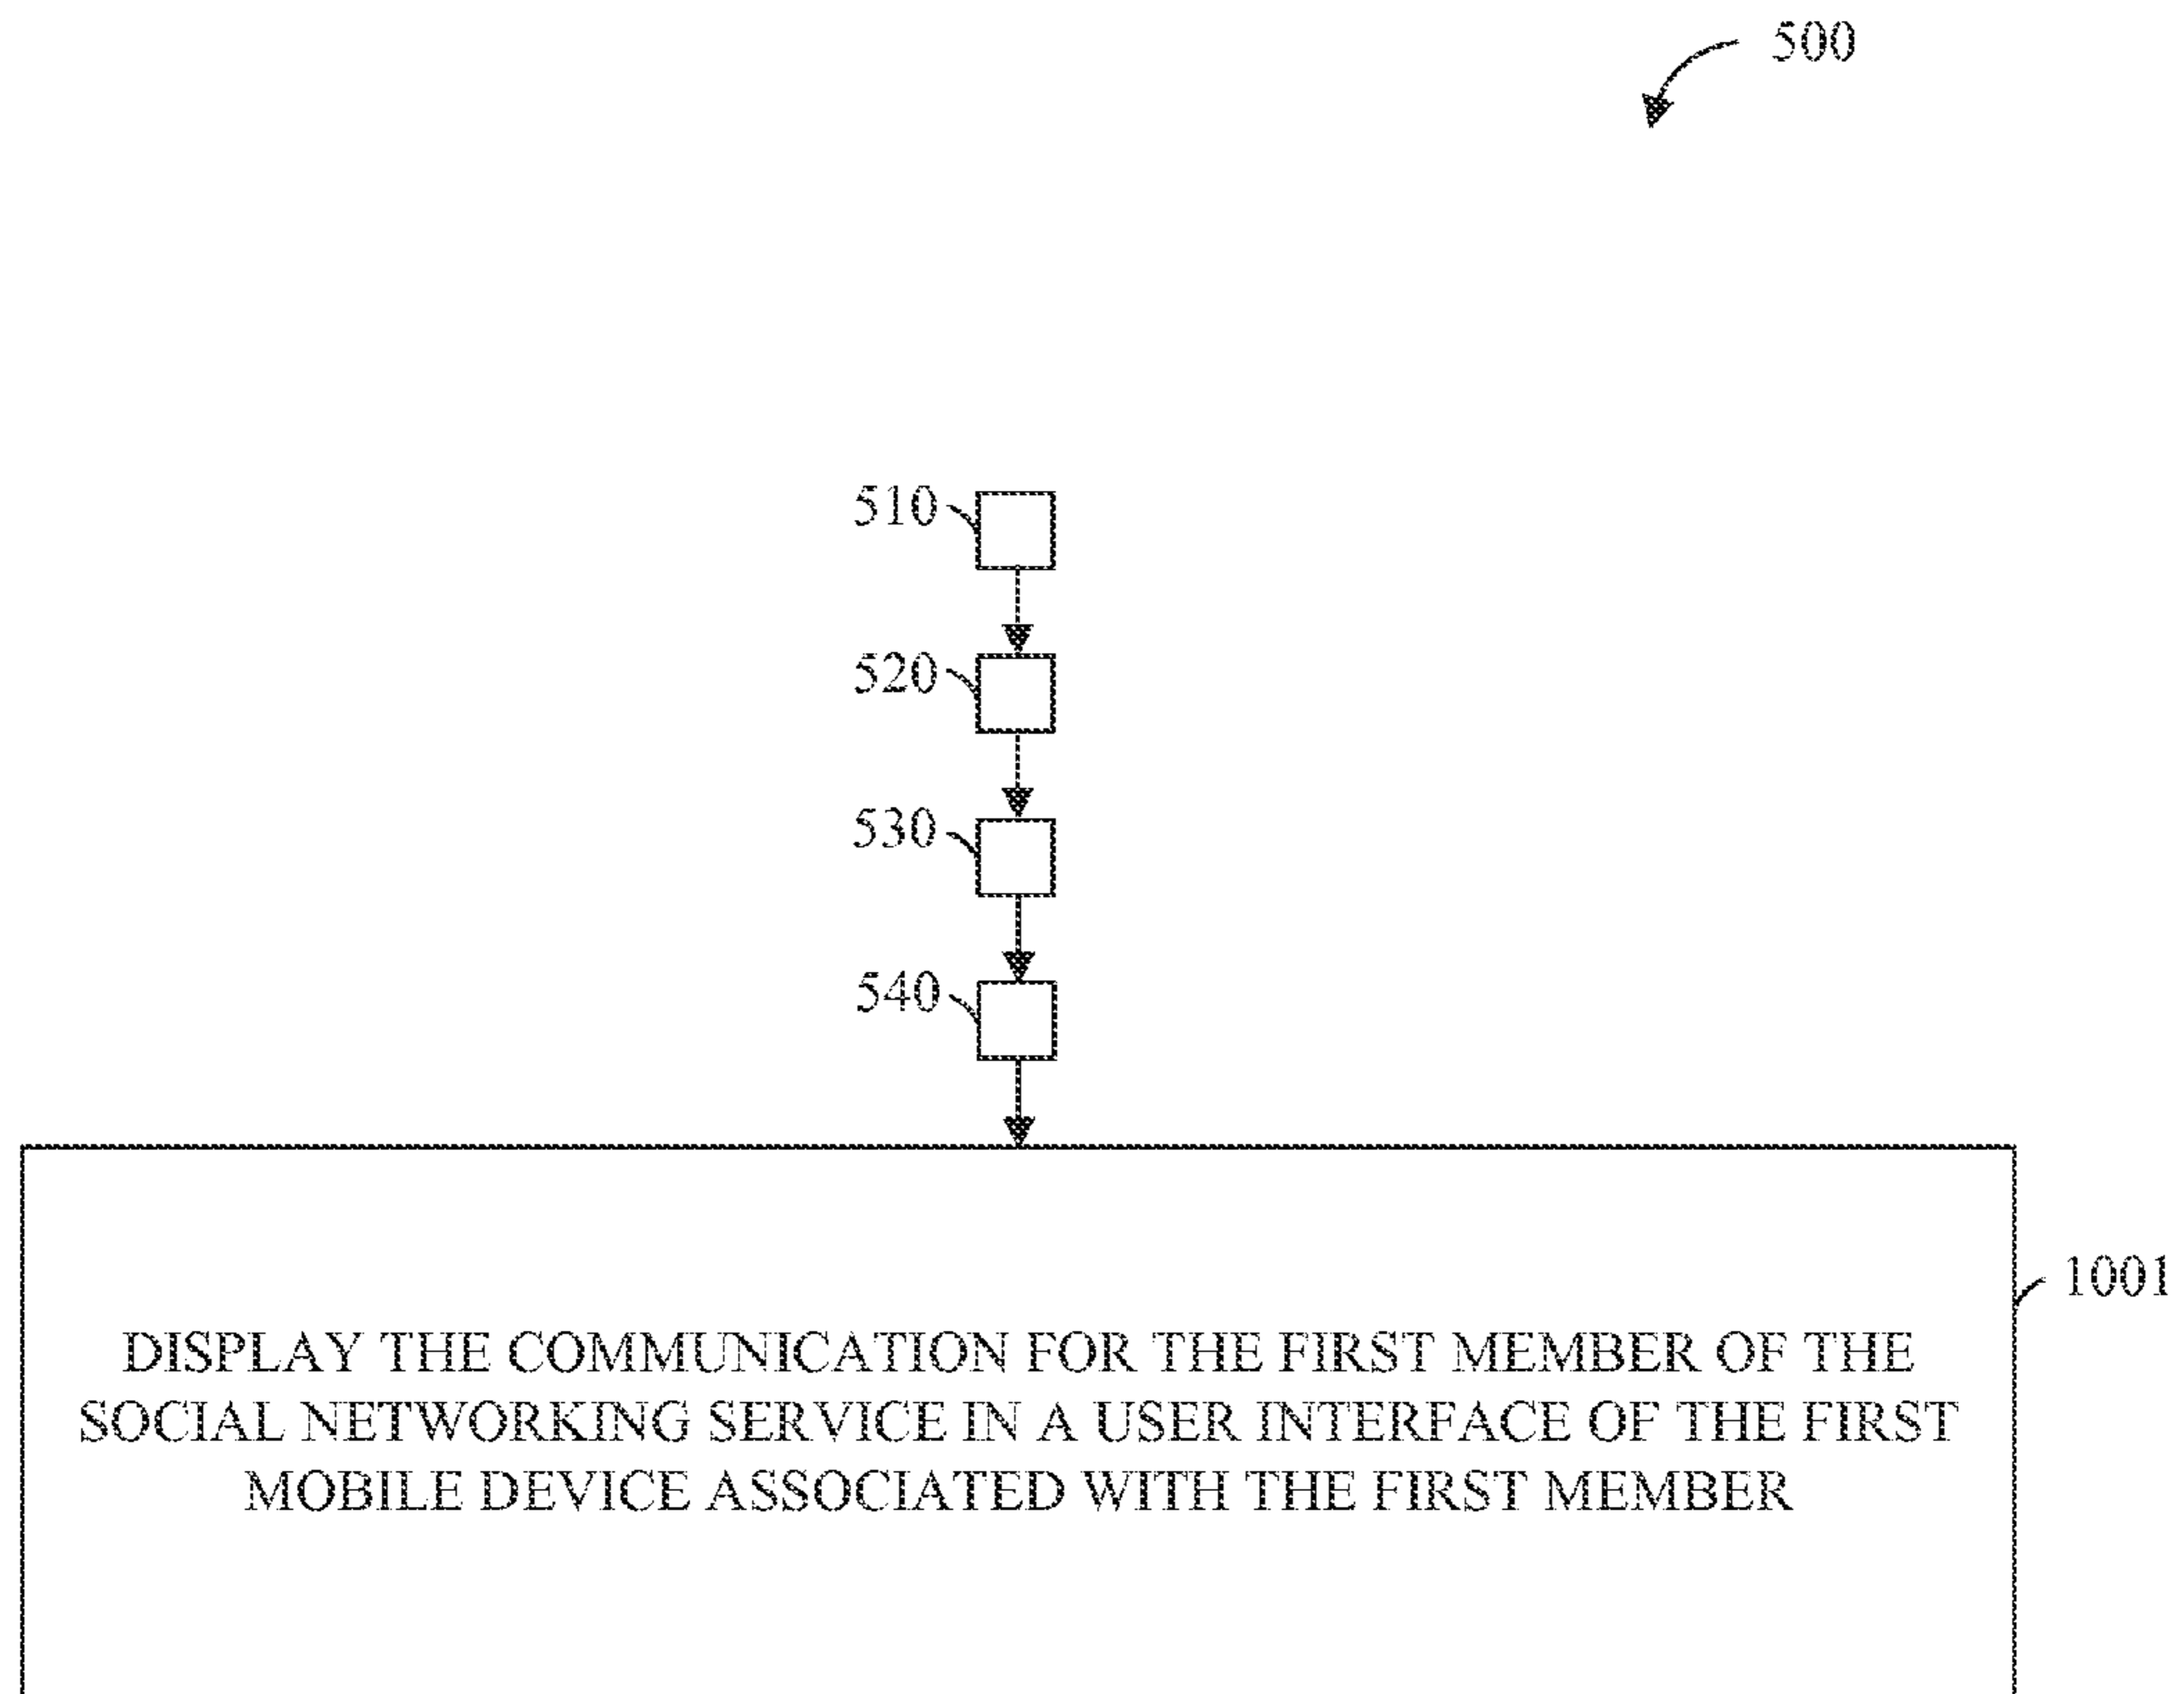 500
510
520
530
540
1001
DISPLAY THE COMMUNICATION FOR THE FIRST MEMBER OF THE
SOCIAL NETWORKING SERVICE IN A USER INTERFACE OF THE FIRST
MOBILE DEVICE ASSOCIATED WITH THE FIRST MEMBER